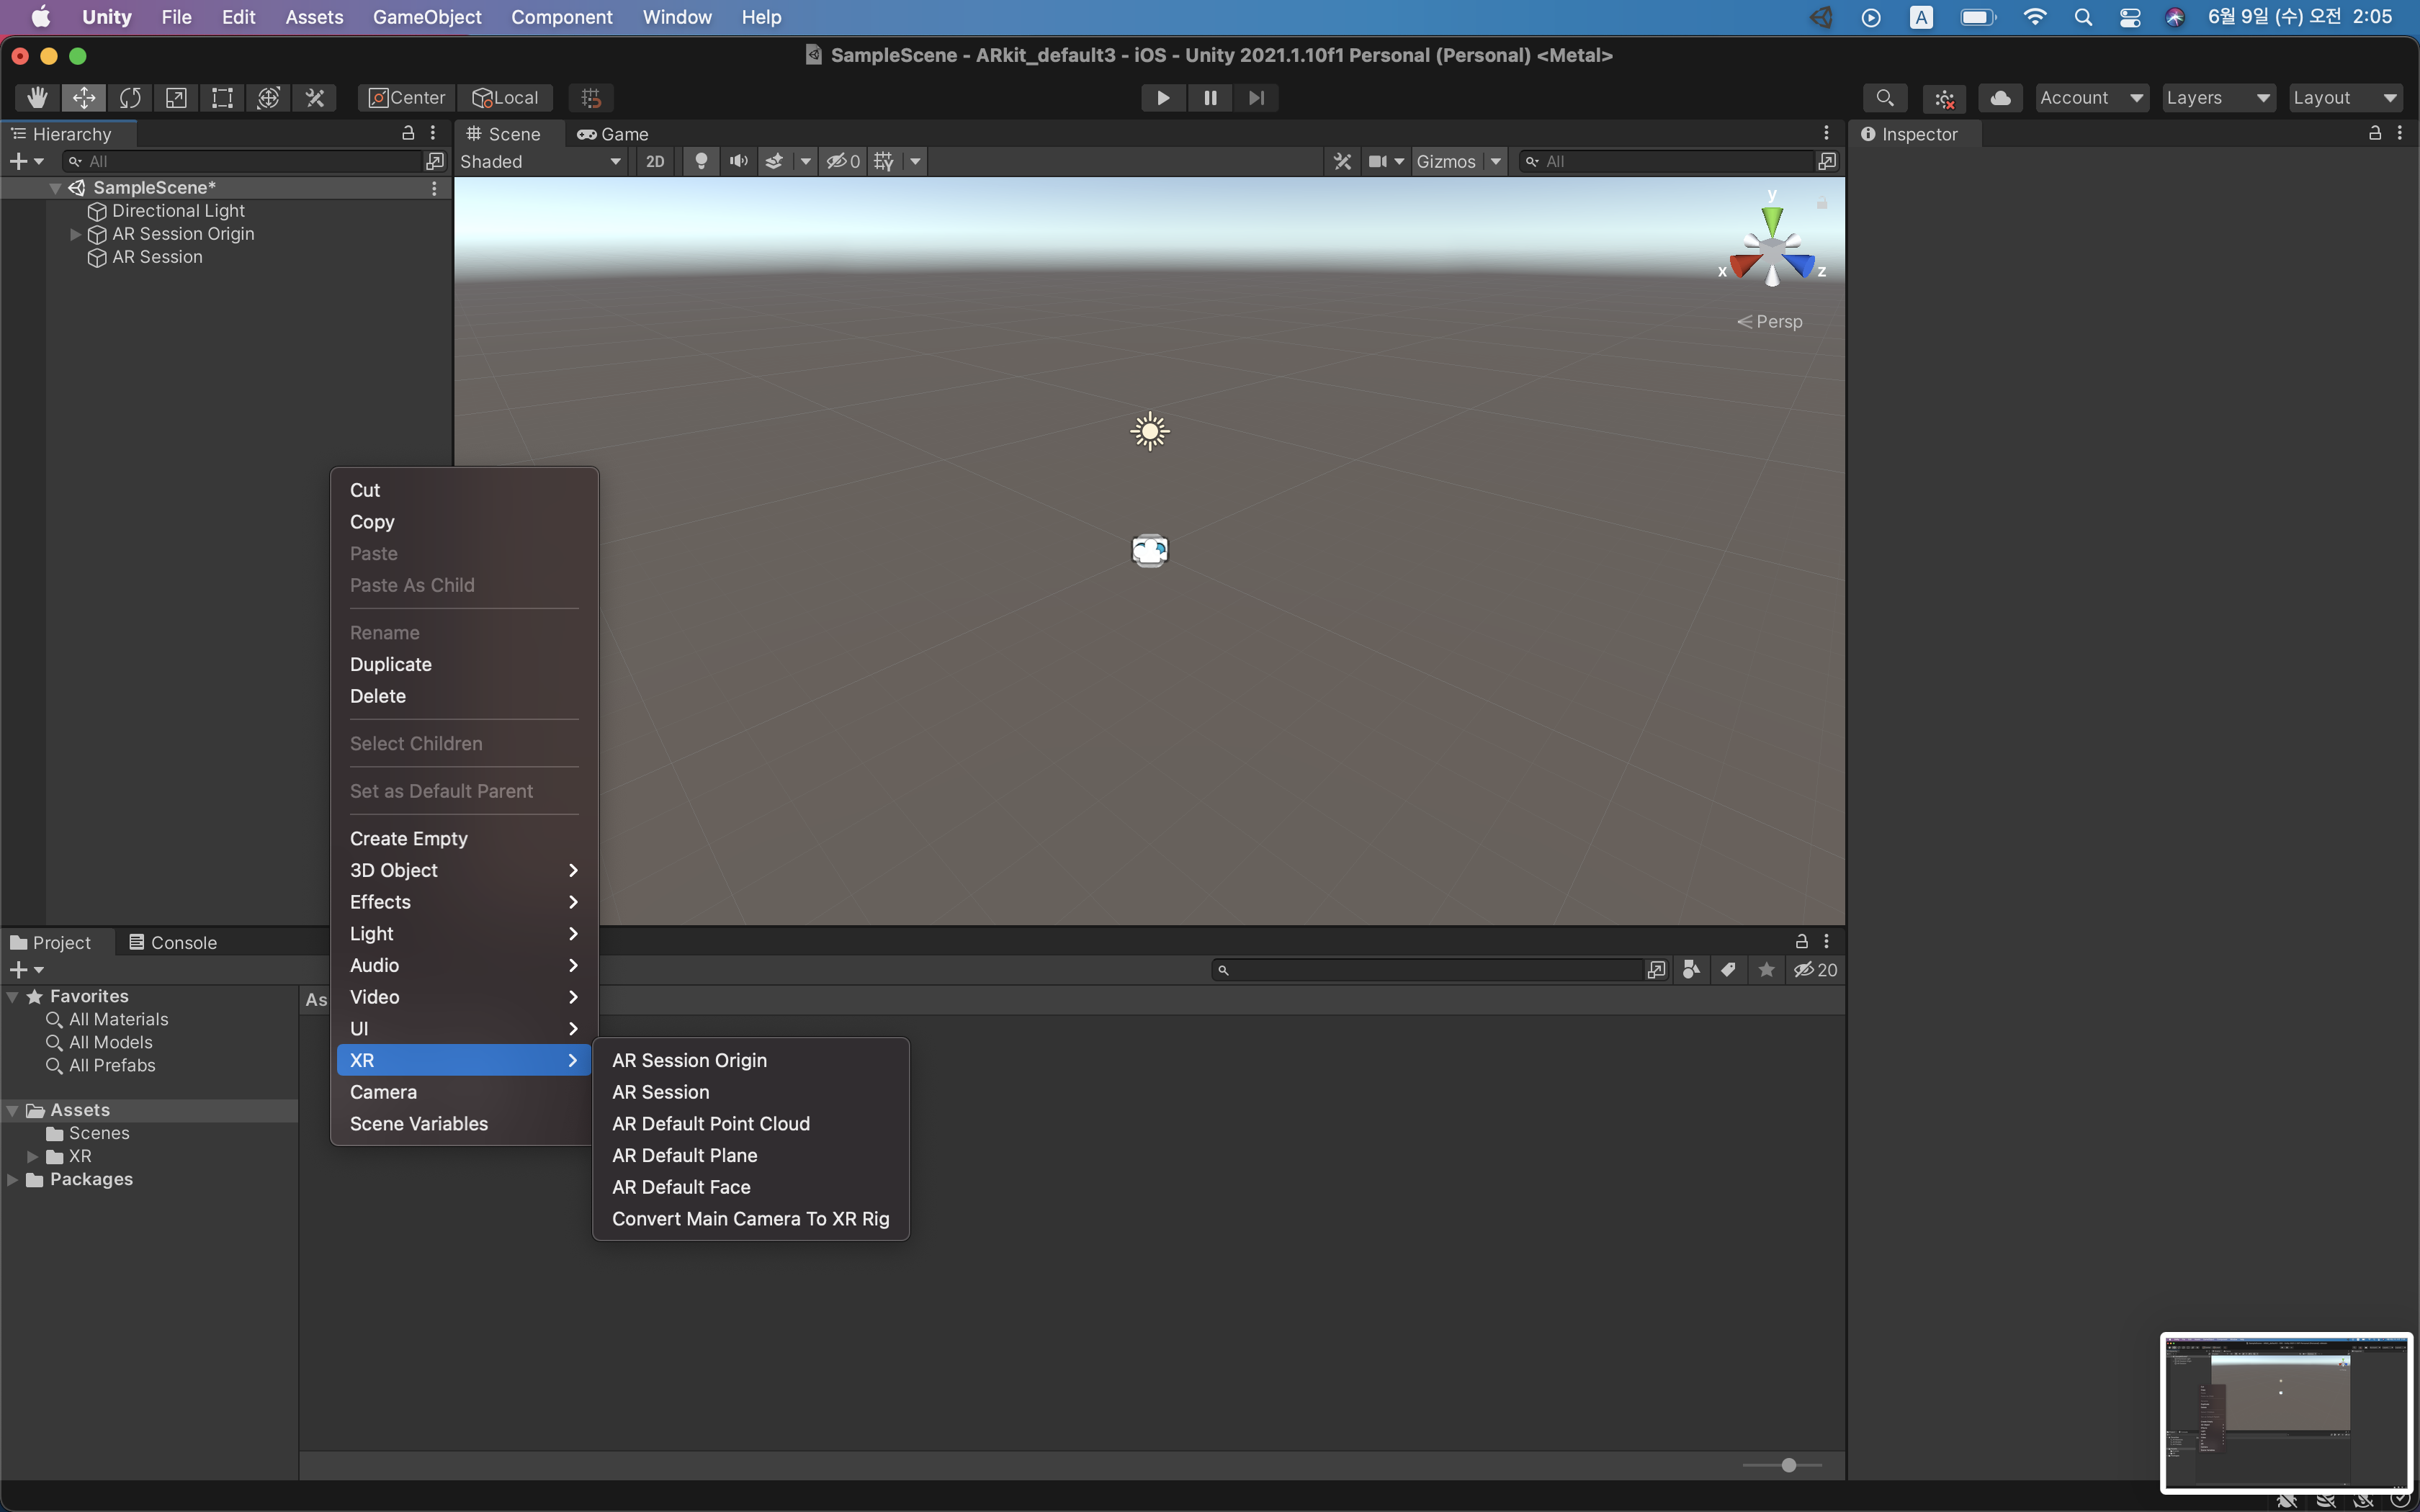 Unity File Edit Assets GameObject Component Window Help A 6월 9일 (수) 오전 2:05
SampleScene - ARkit_default3 - iOS - Unity 2021.1.10f1 Personal (Personal) <Metal>
Center Local Account Layers Layout
Hierarchy
All
SampleScene*
Directional Light
AR Session Origin
AR Session
Scene Game
Shaded 2D 0 Gizmos All
y
x z
Persp
Inspector
Cut
Copy
Paste
Paste As Child
Rename
Duplicate
Delete
Select Children
Set as Default Parent
Create Empty
3D Object
Effects
Light
Audio
Video
UI
XR
Camera
Scene Variables
AR Session Origin
AR Session
AR Default Point Cloud
AR Default Plane
AR Default Face
Convert Main Camera To XR Rig
Project Console
20
Favorites
All Materials
All Models
All Prefabs
Assets
Scenes
XR
Packages
As